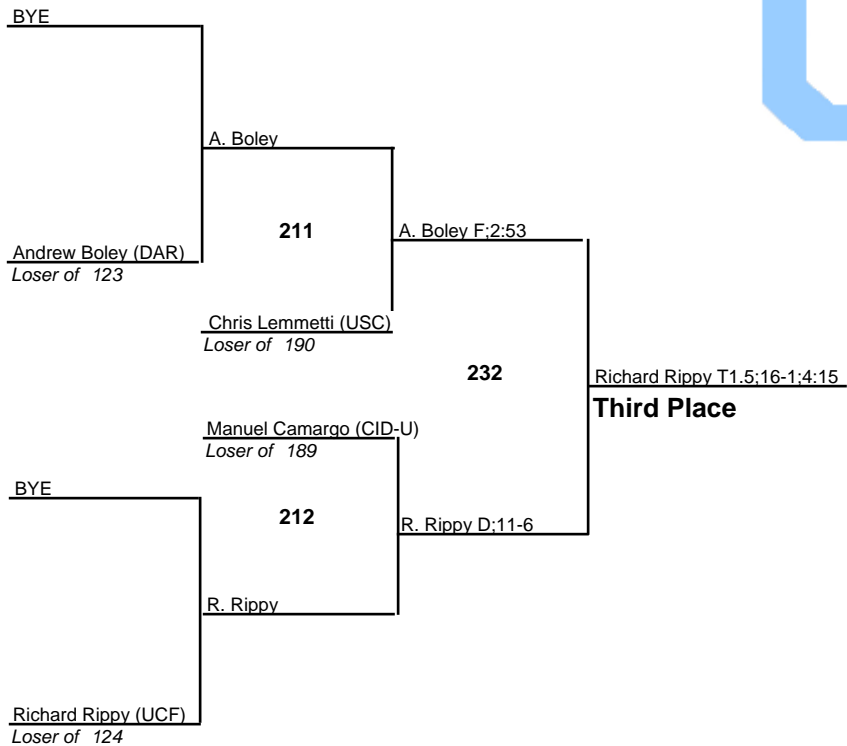 BYE
A. Boley
211
A. Boley F;2:53
Andrew Boley (DAR)
Loser of 123
Chris Lemmetti (USC)
Loser of 190
232
Richard Rippy T1.5;16-1;4:15
Third Place
Manuel Camargo (CID-U)
Loser of 189
BYE
212
R. Rippy D;11-6
R. Rippy
Richard Rippy (UCF)
Loser of 124